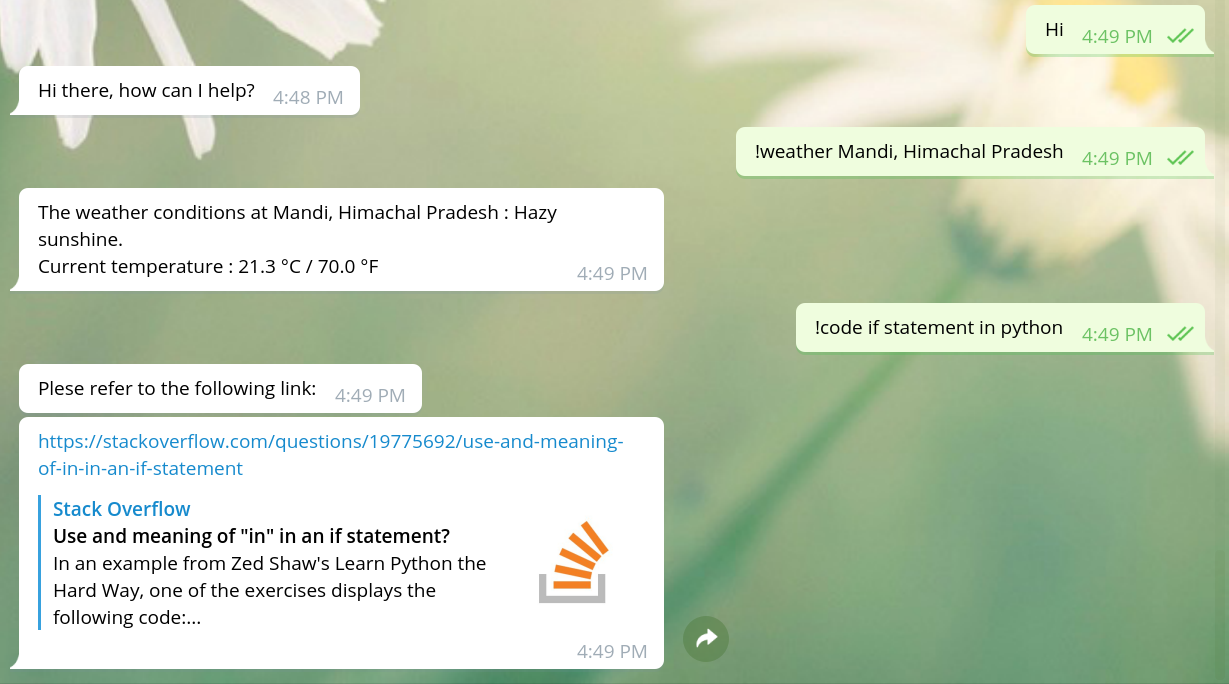 Hi 4:49 PM
Hi there, how can I help? 4:48 PM
!weather Mandi, Himachal Pradesh 4:49 PM
The weather conditions at Mandi, Himachal Pradesh : Hazy
sunshine.
Current temperature : 21.3 °C / 70.0 °F 4:49 PM
!code if statement in python 4:49 PM
Plese refer to the following link: 4:49 PM
https://stackoverflow.com/questions/19775692/use-and-meaning-
of-in-in-an-if-statement
Stack Overflow
Use and meaning of "in" in an if statement?
In an example from Zed Shaw's Learn Python the
Hard Way, one of the exercises displays the
following code:...
4:49 PM